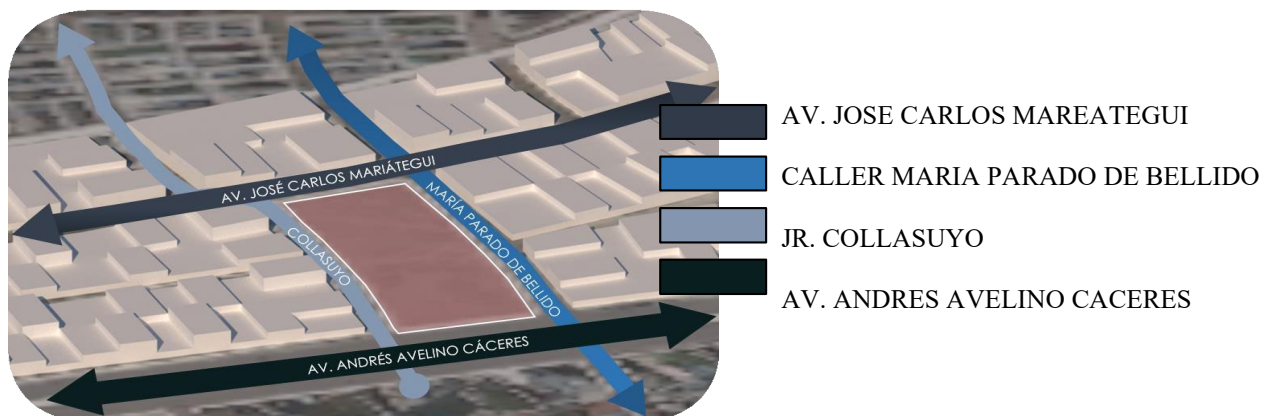 AV. JOSÉ CARLOS MARIÁTEGUI
MARÍA PARADO DE BELLIDO
COLLASUYO
AV. ANDRÉS AVELINO CÁCERES
AV. JOSE CARLOS MAREATEGUI
CALLER MARIA PARADO DE BELLIDO
JR. COLLASUYO
AV. ANDRES AVELINO CACERES